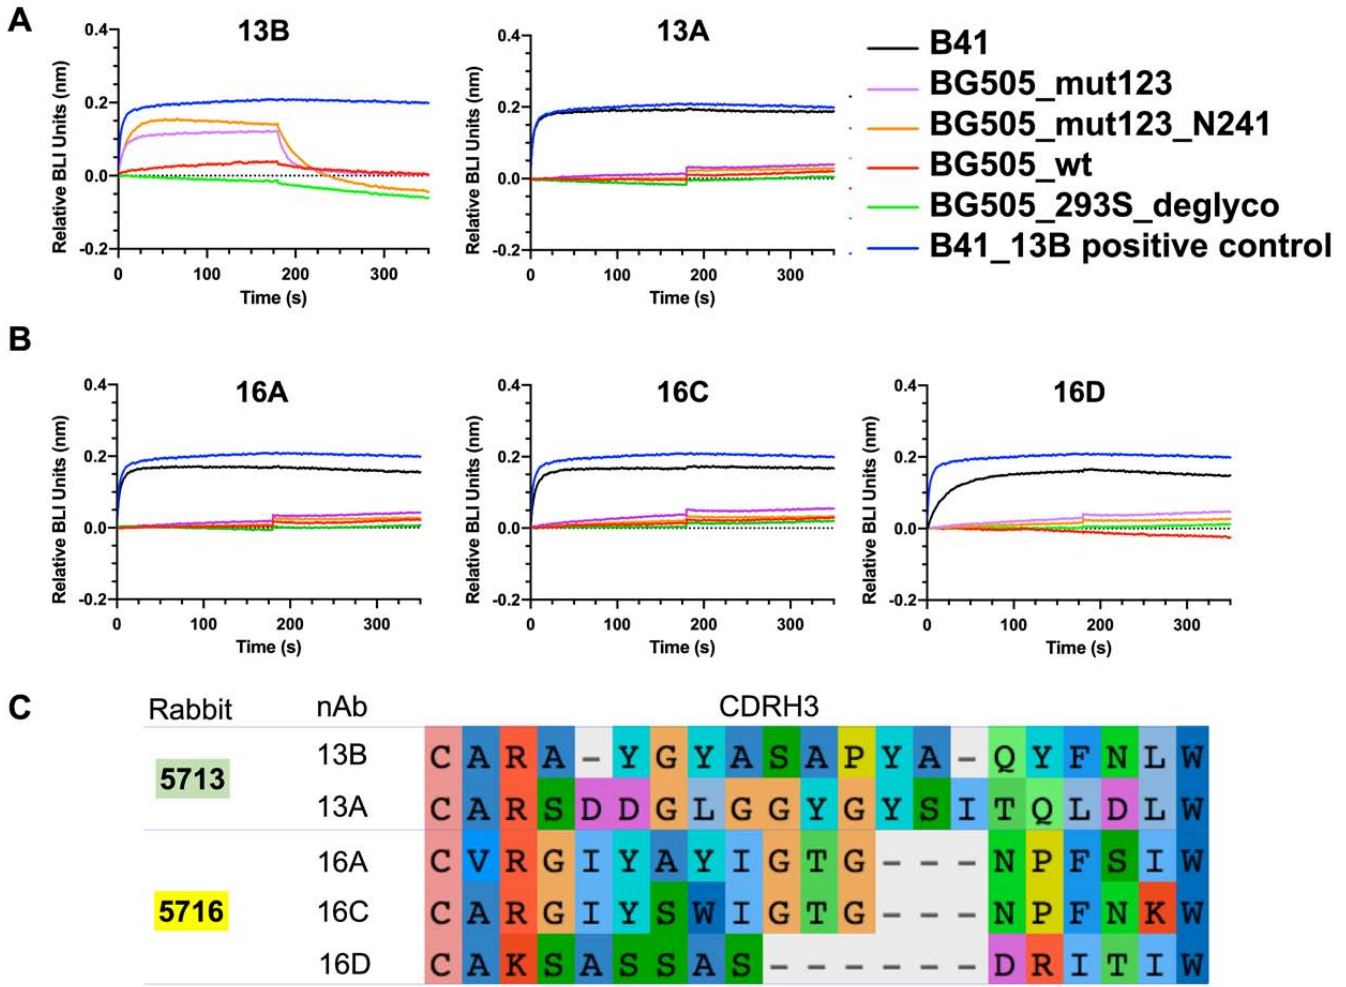 A
13B
13A
B41
BG505_mut123
BG505_mut123_N241
BG505_wt
BG505_293S_deglyco
B41_13B positive control
Relative BLI Units (nm)
0.4
0.2
0.0
-0.2
0 100 200 300
Time (s)
Relative BLI Units (nm)
0.4
0.2
0.0
-0.2
0 100 200 300
Time (s)
B
16A
16C
16D
Relative BLI Units (nm)
0.4
0.2
0.0
-0.2
0 100 200 300
Time (s)
Relative BLI Units (nm)
0.4
0.2
0.0
-0.2
0 100 200 300
Time (s)
Relative BLI Units (nm)
0.4
0.2
0.0
-0.2
0 100 200 300
Time (s)
C
Rabbit nAb CDRH3
5713
13B C A R A - Y G Y A S A P Y A - Q Y F N L W
13A C A R S D D G L G G Y G Y S I T Q L D L W
5716
16A C V R G I Y A Y I G T G - - - N P F S I W
16C C A R G I Y S W I G T G - - - N P F N K W
16D C A K S A S S A S - - - - - - D R I T I W